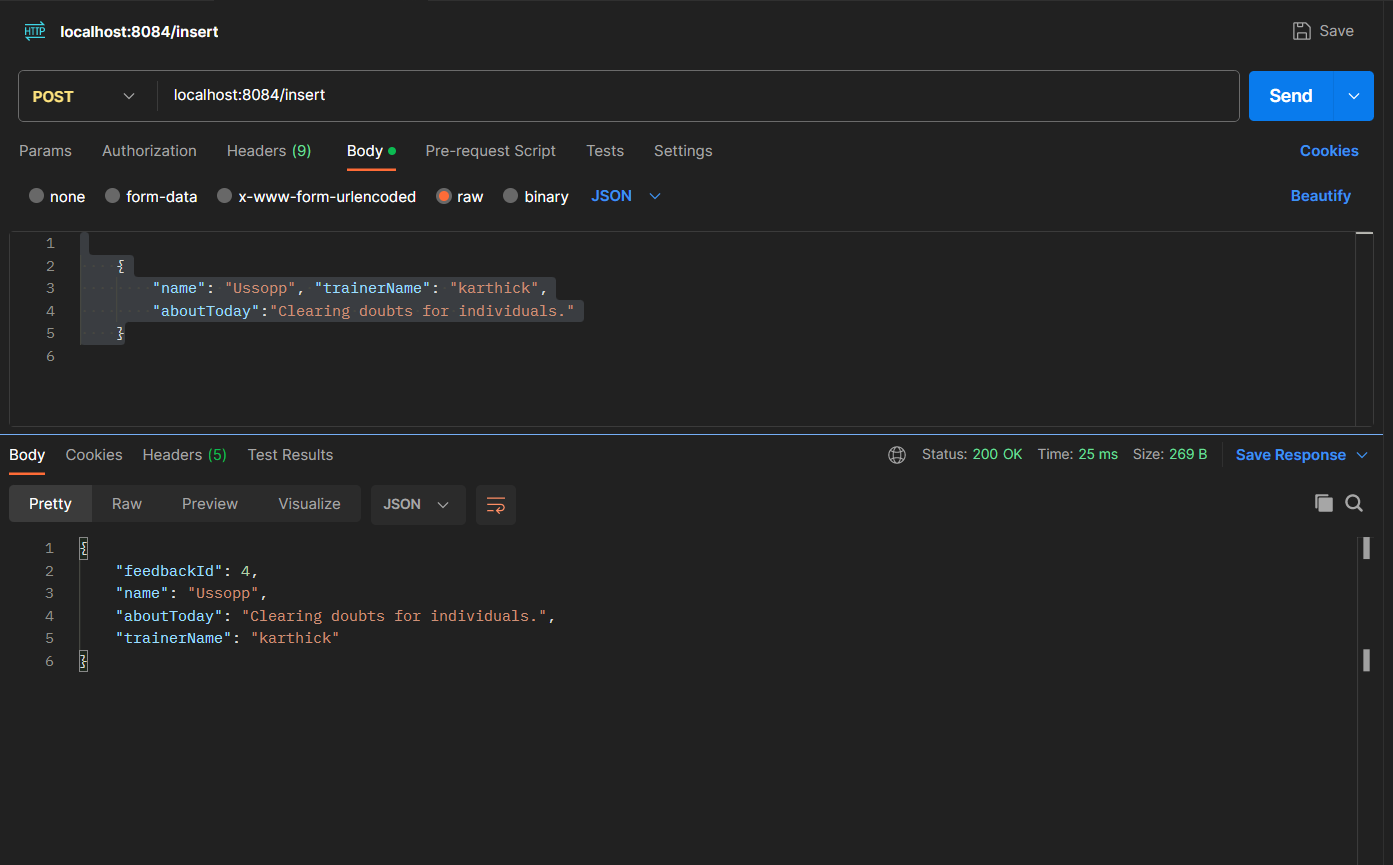 HTTP localhost:8084/insert Save
POST localhost:8084/insert Send
Params Authorization Headers (9) Body Pre-request Script Tests Settings Cookies
none form-data x-www-form-urlencoded raw binary JSON Beautify
1
2 {
3 "name": "Ussopp", "trainerName": "karthick",
4 "aboutToday":"Clearing doubts for individuals."
5 }
6
Body Cookies Headers (5) Test Results Status: 200 OK Time: 25 ms Size: 269 B Save Response
Pretty Raw Preview Visualize JSON
1 {
2 "feedbackId": 4,
3 "name": "Ussopp",
4 "aboutToday": "Clearing doubts for individuals.",
5 "trainerName": "karthick"
6 }